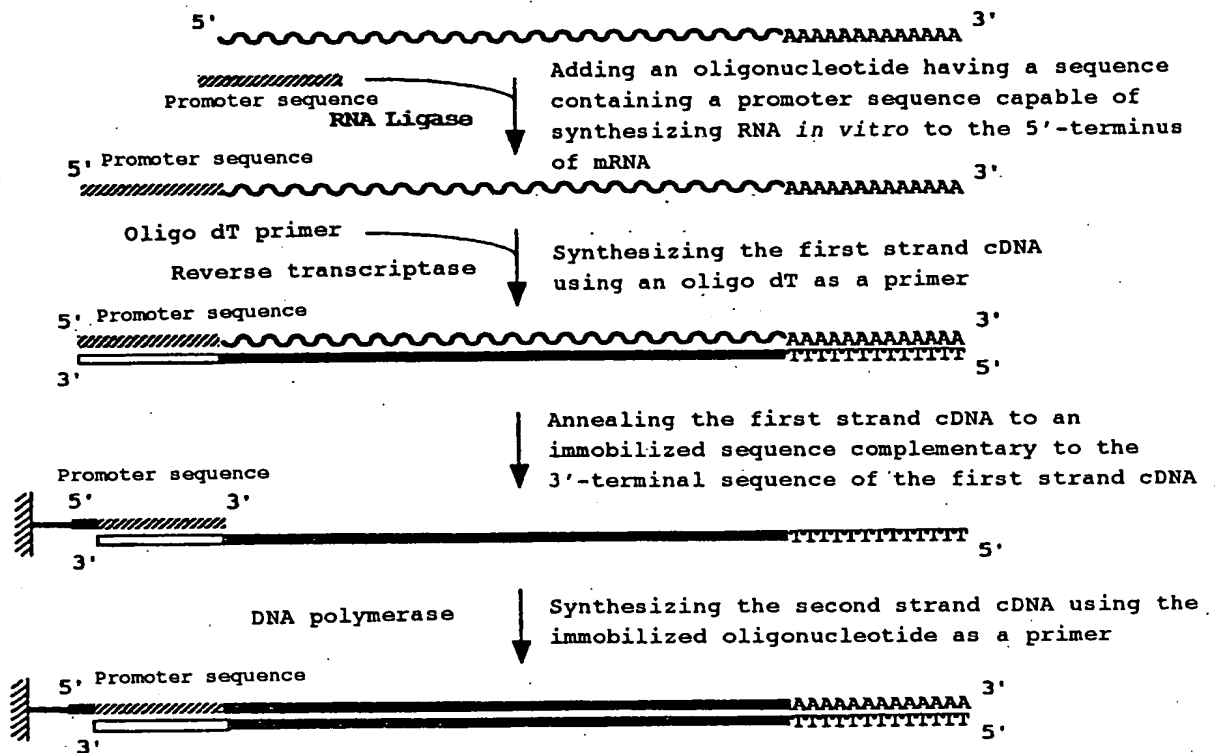 5' AAAAAAAAAAAAA 3'
Promoter sequence
RNA Ligase
Adding an oligonucleotide having a sequence
containing a promoter sequence capable of
synthesizing RNA in vitro to the 5'-terminus
of mRNA
5' Promoter sequence
AAAAAAAAAAAAA 3'
Oligo dT primer
Reverse transcriptase
Synthesizing the first strand cDNA
using an oligo dT as a primer
5' Promoter sequence
AAAAAAAAAAAAA 3'
3' TTTTTTTTTTTTT 5'
Annealing the first strand cDNA to an
immobilized sequence complementary to the
3'-terminal sequence of the first strand cDNA
Promoter sequence
5' 3'
3' TTTTTTTTTTTTT 5'
DNA polymerase
Synthesizing the second strand cDNA using the
immobilized oligonucleotide as a primer
5' Promoter sequence
AAAAAAAAAAAAA 3'
3' TTTTTTTTTTTTT 5'